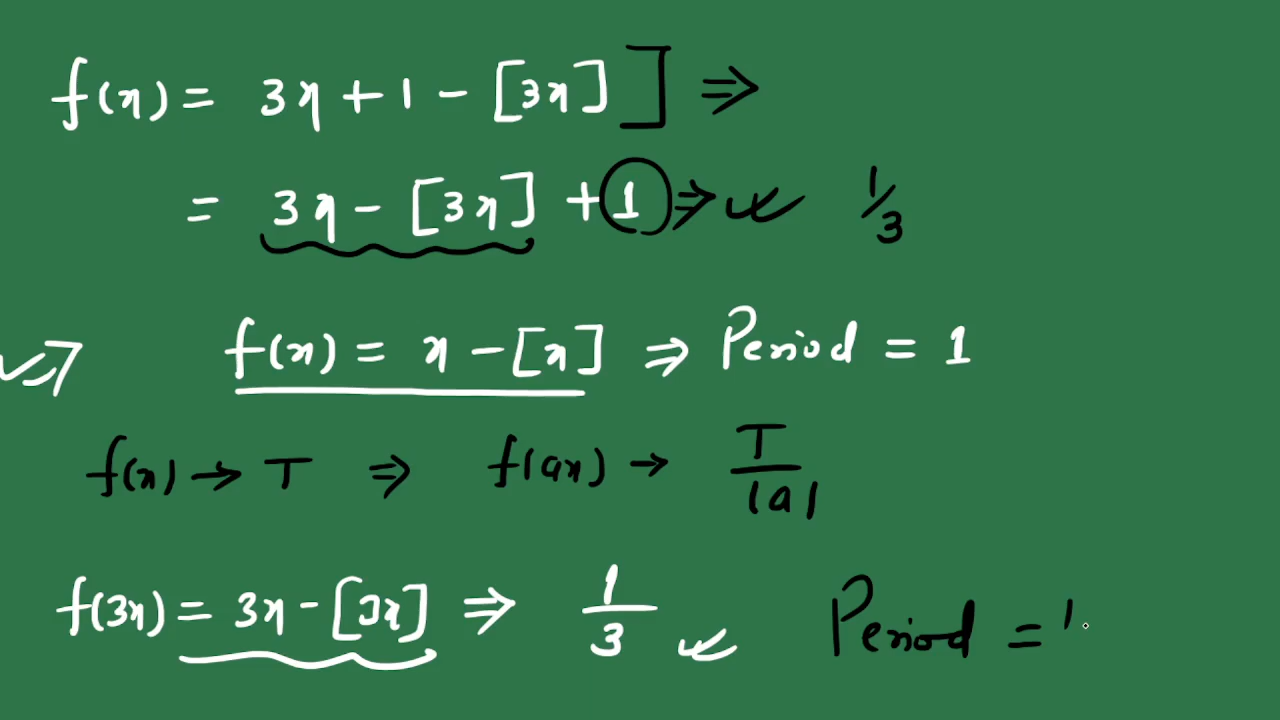 f(x) = 3x + 1 - [3x] ] ⇒
= 3x - [3x] + 1 ⇒ ✓ 1/3
✓⇒ f(x) = x - [x] ⇒ Period = 1
f(x) → T ⇒ f(ax) → T/|a|
f(3x) = 3x - [3x] ⇒ 1/3 ✓ Period = 1